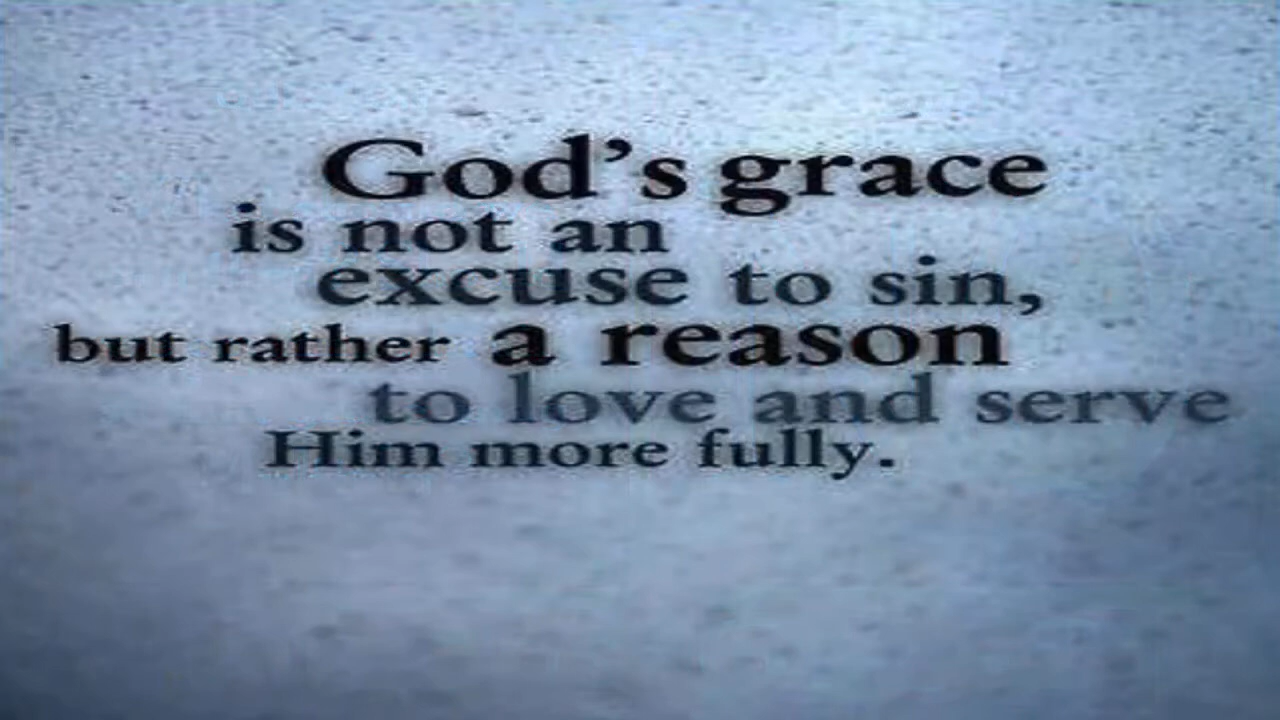 God's grace
is not an
excuse to sin,
but rather a reason
to love and serve
Him more fully.